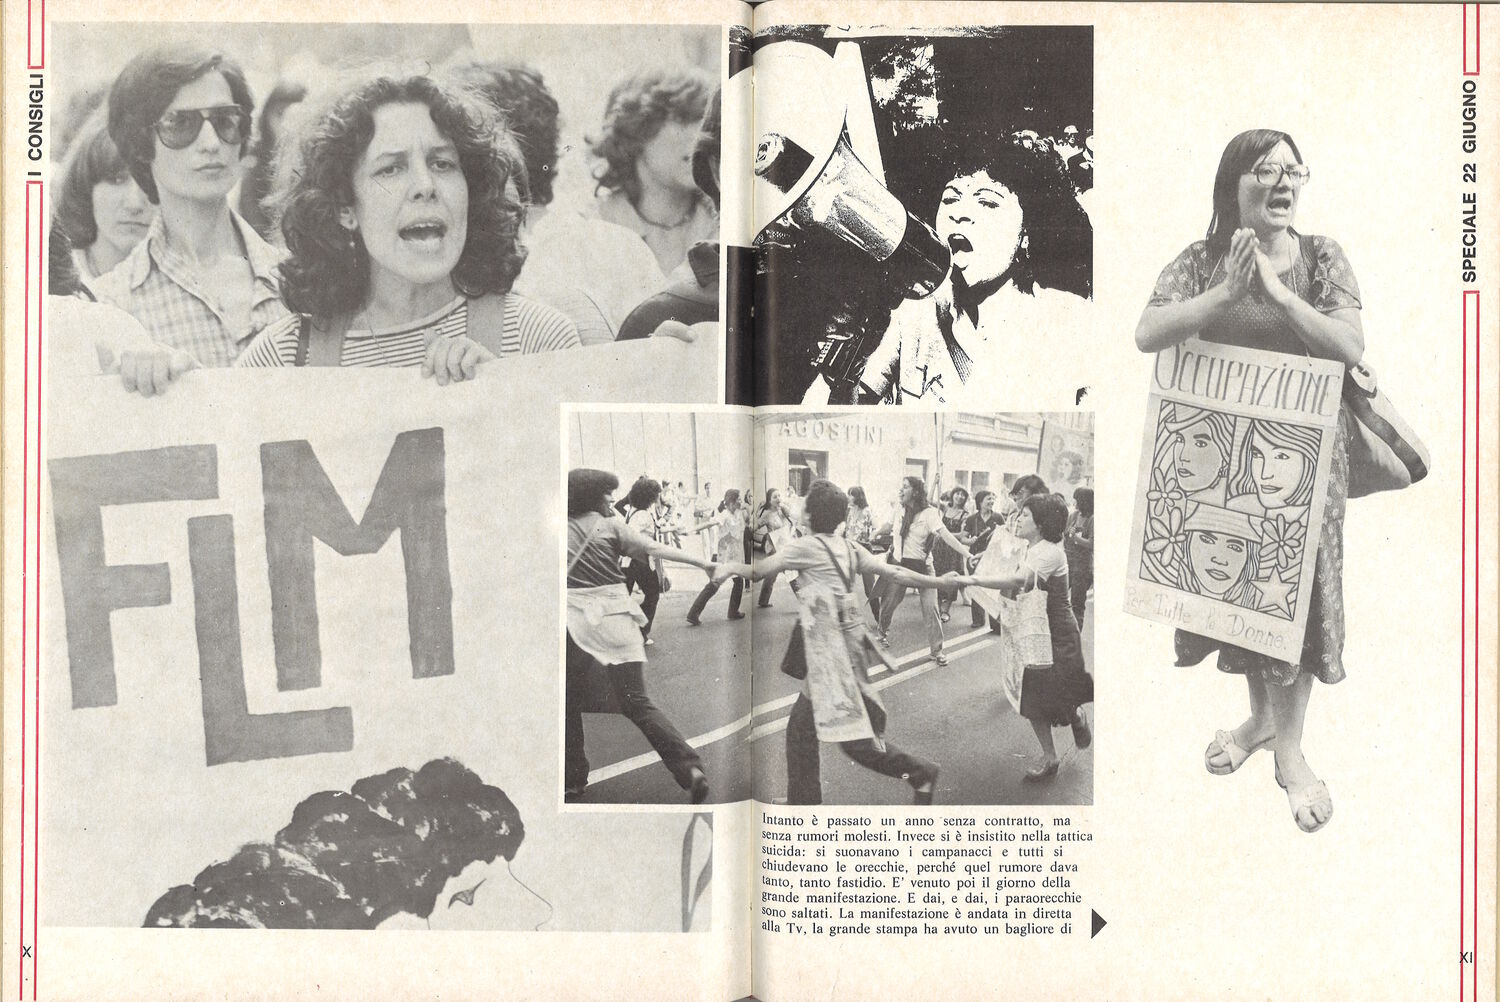 I CONSIGLI
FLM
X
AGOSTINI
OCCUPAZIONE
Per Tutte le Donne.
Intanto è passato un anno senza contratto, ma
senza rumori molesti. Invece si è insistito nella tattica
suicida: si suonavano i campanacci e tutti si
chiudevano le orecchie, perché quel rumore dava
tanto, tanto fastidio. E' venuto poi il giorno della
grande manifestazione. E dai, e dai, i paraorecchie
sono saltati. La manifestazione è andata in diretta
alla Tv, la grande stampa ha avuto un bagliore di
SPECIALE 22 GIUGNO
XI